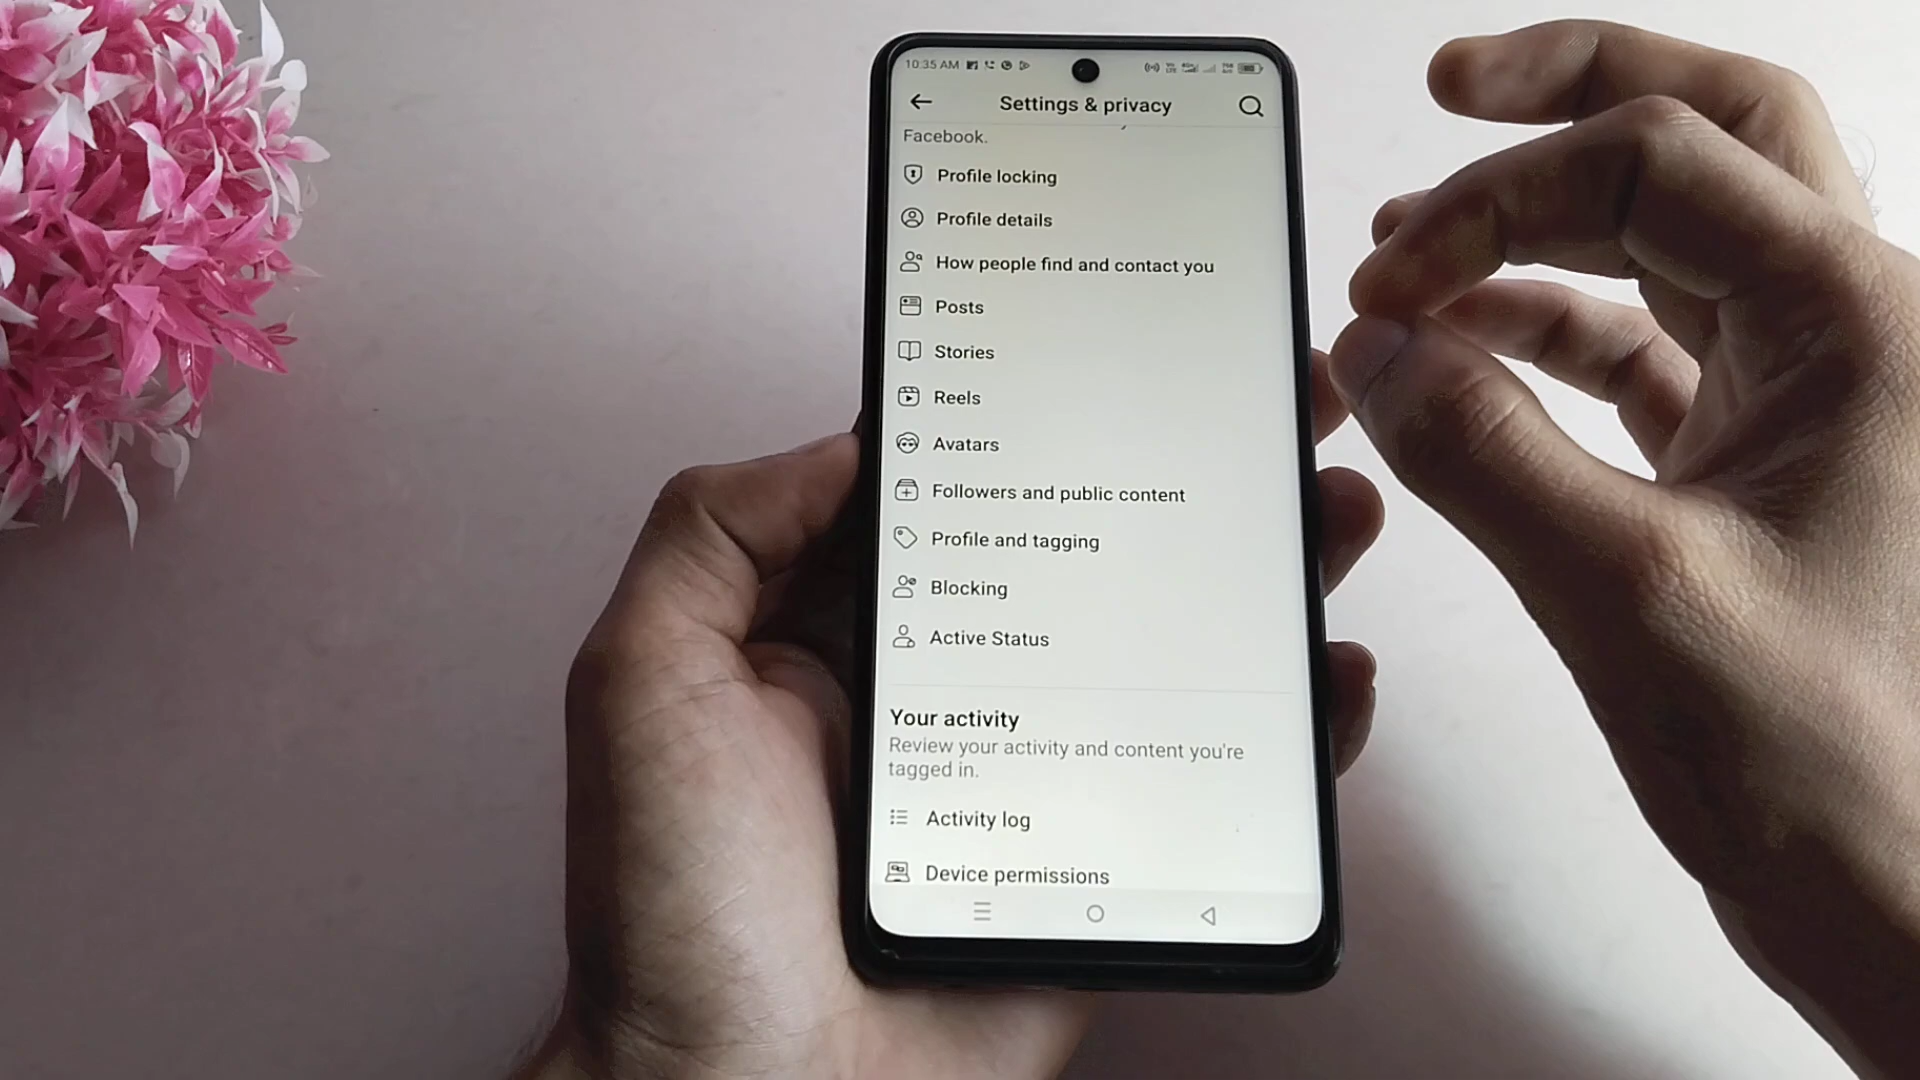 10:35 AM
Settings & privacy
Facebook.
Profile locking
Profile details
How people find and contact you
Posts
Stories
Reels
Avatars
Followers and public content
Profile and tagging
Blocking
Active Status
Your activity
Review your activity and content you're
tagged in.
Activity log
Device permissions